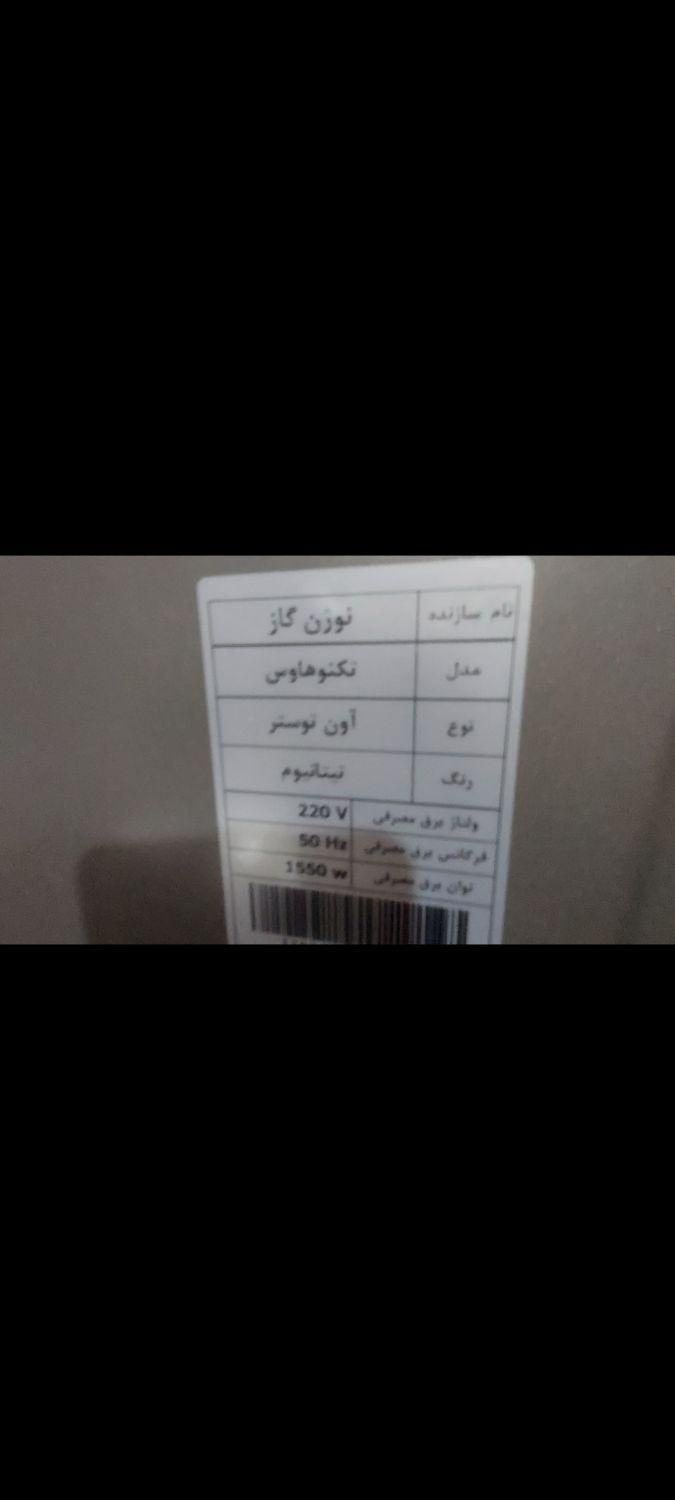 نام سازنده نوژن گاز
مدل تکنوهاوس
نوع آون توستر
رنگ تیتانیوم
ولتاژ برق مصرفی 220 V
فرکانس برق مصرفی 50 Hz
توان برق مصرفی 1550 w